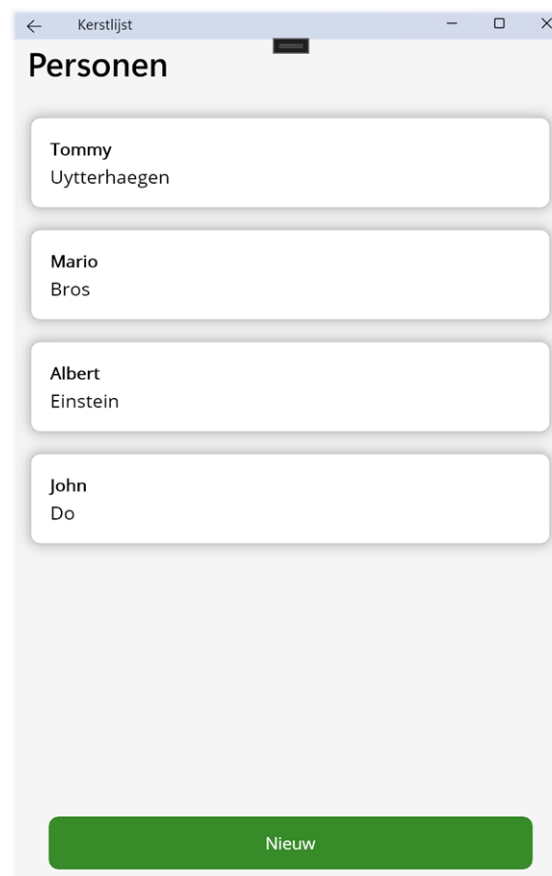 Kerstlijst
Personen
Tommy
Uytterhaegen
Mario
Bros
Albert
Einstein
John
Do
Nieuw